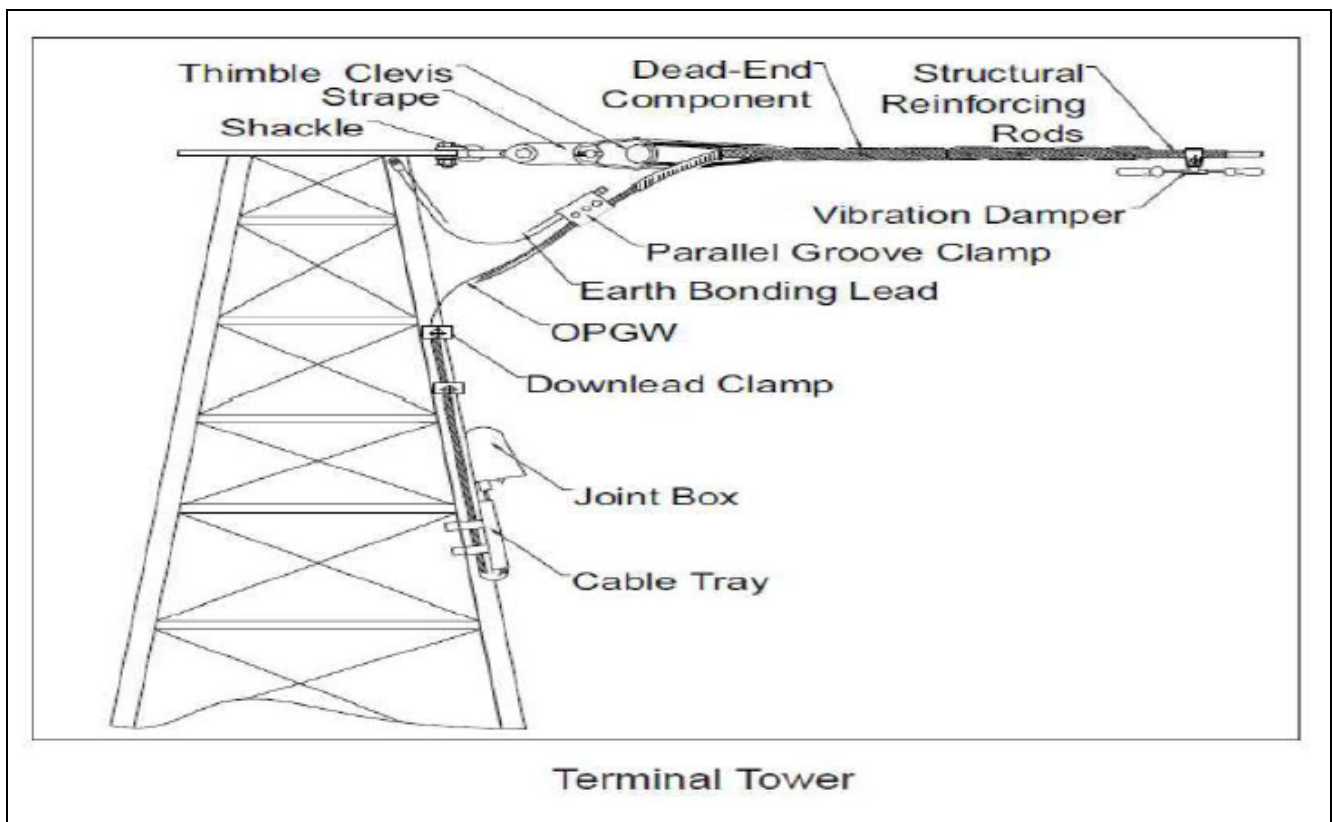 Thimble Clevis
Strape
Shackle
Dead-End
Component
Structural
Reinforcing
Rods
Vibration Damper
Parallel Groove Clamp
Earth Bonding Lead
OPGW
Downlead Clamp
Joint Box
Cable Tray
Terminal Tower